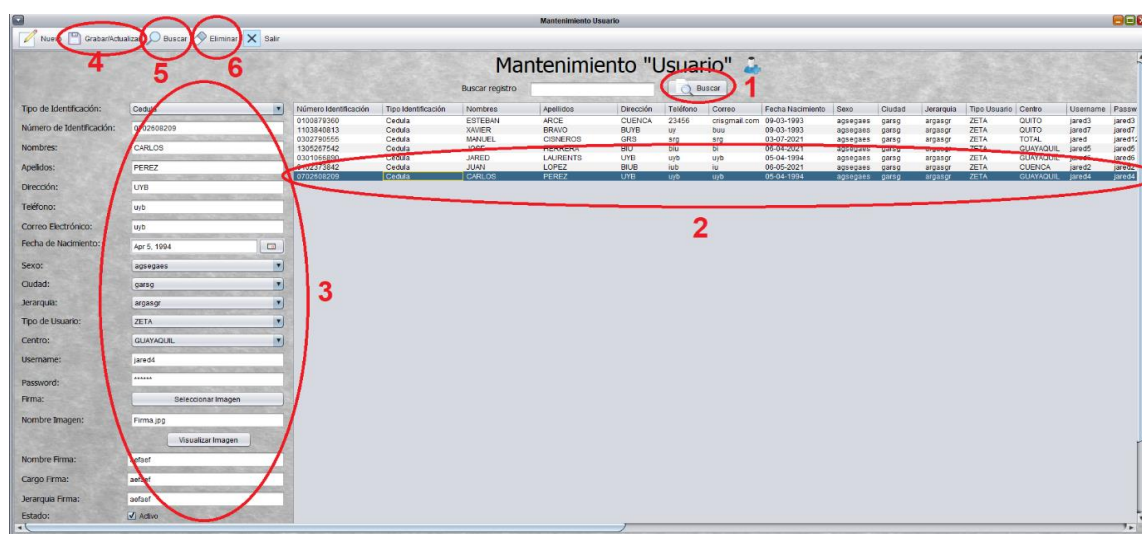 Mantenimiento Usuario
Nuevo Grabar/Actualizar Buscar Eliminar Salir
4 5 6
Mantenimiento "Usuario"
1
Buscar registro Buscar
Tipo de Identificación: Cedula
Número de Identificación: 0702608209
Nombres: CARLOS
Apelidos: PEREZ
Dirección: UYB
Teléfono: uyb
Correo Electrónico: uyb
Fecha de Nacimiento: Apr 5, 1994
Sexo: agsegaes
Ciudad: garsg
Jerarquia: argasgr
Tipo de Usuario: ZETA
Centro: GUAYAQUIL
Username: jared4
Password: ******
Firma: Seleccionar Imagen
Nombre Imagen: Firma.jpg
Visualizar Imagen
Nombre Firma: aefaef
Cargo Firma: aefaef
Jerarquia Firma: aefaef
Estado: Activo
3
Número Identificación Tipo Identificación Nombres Apellidos Dirección Teléfono Correo Fecha Nacimiento Sexo Ciudad Jerarquia Tipo Usuario Centro Username Passw
0100879360 Cedula ESTEBAN ARCE CUENCA 23456 crisgmail.com 09-03-1993 agsegaes garsg argasgr ZETA QUITO jared3 jared3
1103840813 Cedula XAVIER BRAVO BUYB uy buu 09-03-1993 agsegaes garsg argasgr ZETA QUITO jared7 jared7
0302790555 Cedula MANUEL CISNEROS GRS srg srg 03-07-2021 agsegaes garsg argasgr ZETA TOTAL jared jared12
1305267542 Cedula JOSE HERRERA BIU biu bi 06-04-2021 agsegaes garsg argasgr ZETA GUAYAQUIL jared5 jared5
0301066890 Cedula JARED LAURENTS UYB uyb uyb 05-04-1994 agsegaes garsg argasgr ZETA GUAYAQUIL jared6 jared6
0102373842 Cedula JUAN LOPEZ BIUB iub iu 06-05-2021 agsegaes garsg argasgr ZETA CUENCA jared2 jared2
0702608209 Cedula CARLOS PEREZ UYB uyb uyb 05-04-1994 agsegaes garsg argasgr ZETA GUAYAQUIL jared4 jared4
2